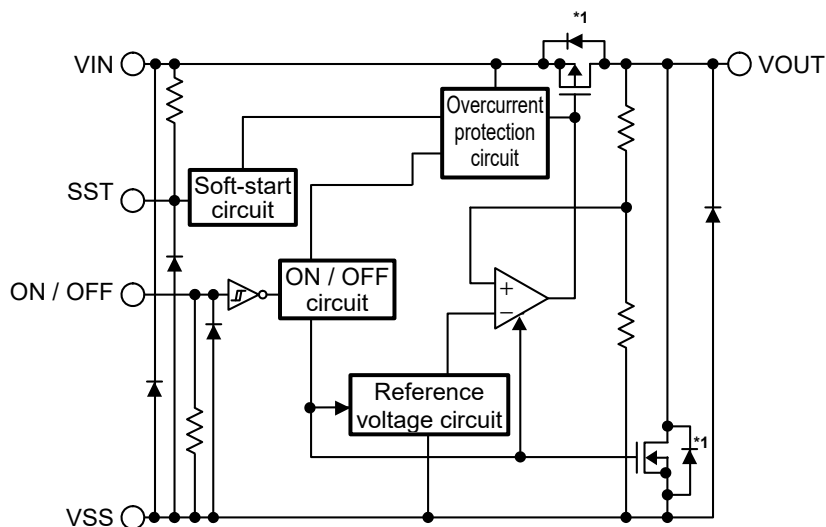 *1
VIN
VOUT
Overcurrent
protection
circuit
SST
Soft-start
circuit
ON / OFF
ON / OFF
circuit
+
−
Reference
voltage circuit
*1
VSS